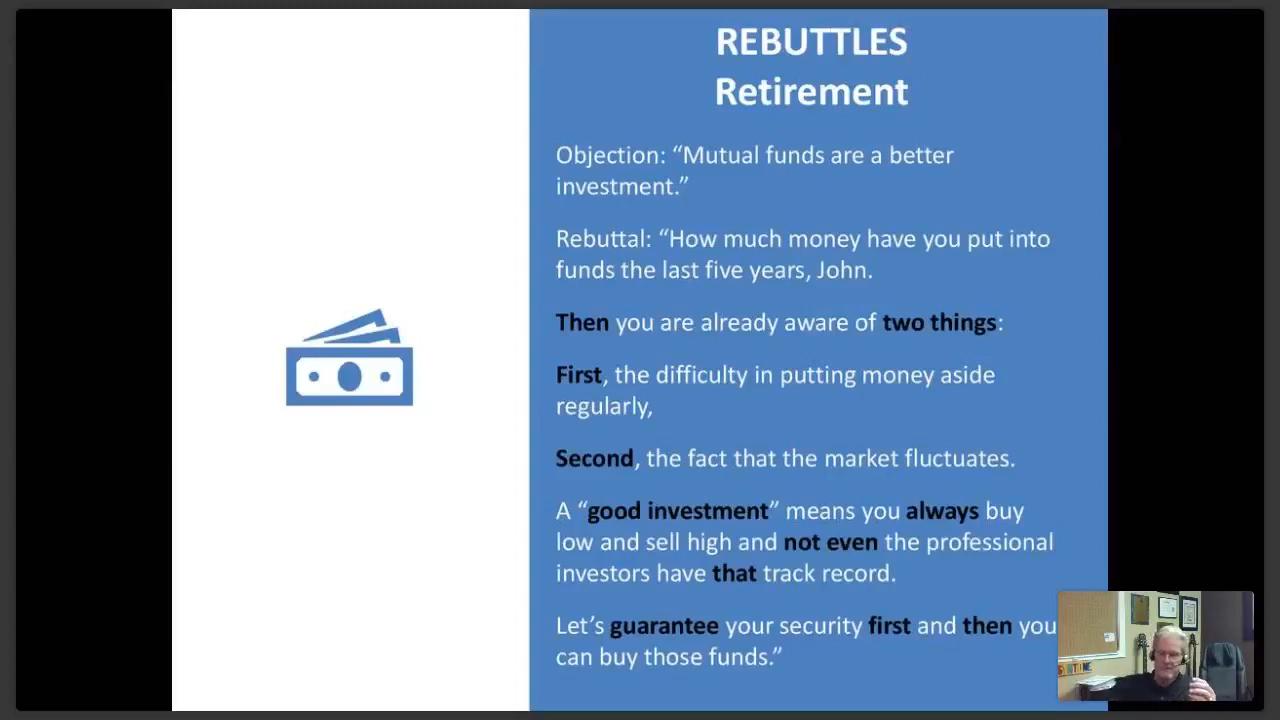 REBUTTLES
Retirement
Objection: “Mutual funds are a better
investment.”
Rebuttal: “How much money have you put into
funds the last five years, John.
Then you are already aware of two things:
First, the difficulty in putting money aside
regularly,
Second, the fact that the market fluctuates.
A “good investment” means you always buy
low and sell high and not even the professional
investors have that track record.
Let’s guarantee your security first and then you
can buy those funds.”